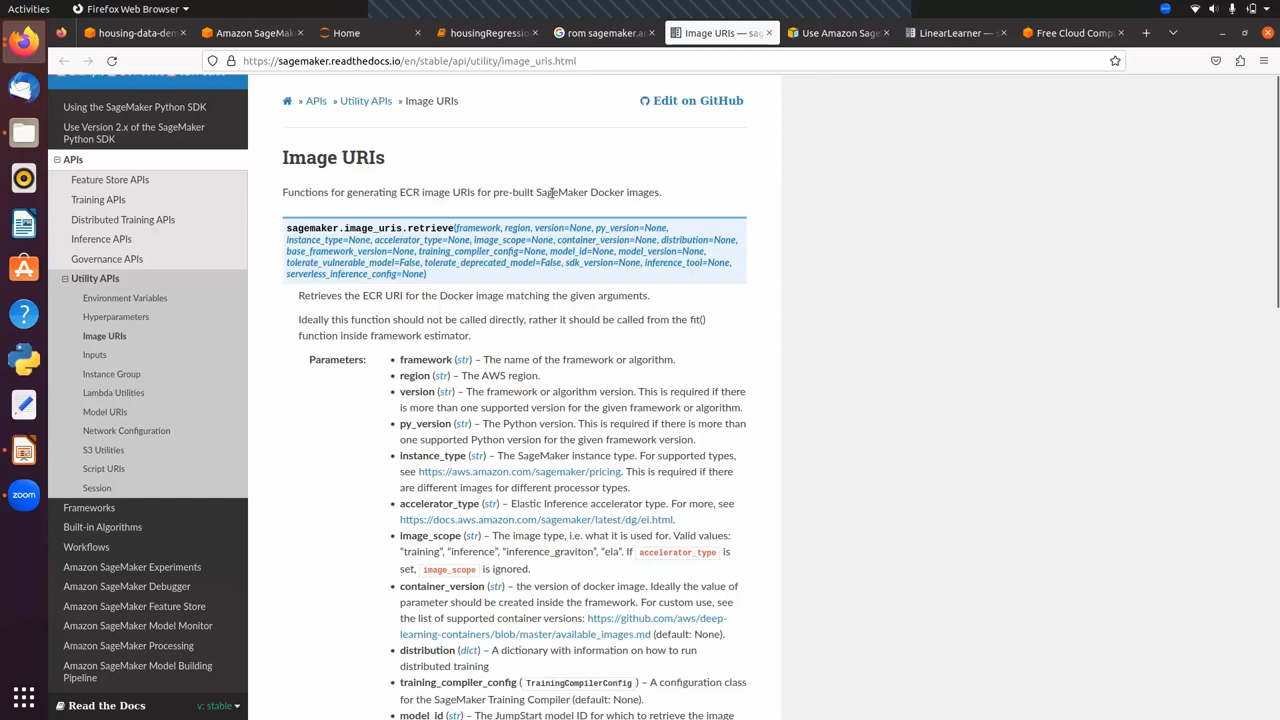 housing-data-dem
Amazon SageMake
Home
housingRegressio
rom sagemaker.a
Image URIs — sag
Use Amazon SageM
LinearLearner — s
Free Cloud Compu
https://sagemaker.readthedocs.io/en/stable/api/utility/image_uris.html
Using the SageMaker Python SDK
Use Version 2.x of the SageMaker
Python SDK
APIs
Feature Store APIs
Training APIs
Distributed Training APIs
Inference APIs
Governance APIs
Utility APIs
Environment Variables
Hyperparameters
Image URIs
Inputs
Instance Group
Lambda Utilities
Model URIs
Network Configuration
S3 Utilities
Script URIs
Session
Frameworks
Built-in Algorithms
Workflows
Amazon SageMaker Experiments
Amazon SageMaker Debugger
Amazon SageMaker Feature Store
Amazon SageMaker Model Monitor
Amazon SageMaker Processing
Amazon SageMaker Model Building
Pipeline
Read the Docs v: stable
» APIs » Utility APIs » Image URIs
Edit on GitHub
Image URIs
Functions for generating ECR image URIs for pre-built SageMaker Docker images.
sagemaker.image_uris.retrieve(framework, region, version=None, py_version=None,
instance_type=None, accelerator_type=None, image_scope=None, container_version=None, distribution=None,
base_framework_version=None, training_compiler_config=None, model_id=None, model_version=None,
tolerate_vulnerable_model=False, tolerate_deprecated_model=False, sdk_version=None, inference_tool=None,
serverless_inference_config=None)
Retrieves the ECR URI for the Docker image matching the given arguments.
Ideally this function should not be called directly, rather it should be called from the fit()
function inside framework estimator.
Parameters:
• framework (str) – The name of the framework or algorithm.
• region (str) – The AWS region.
• version (str) – The framework or algorithm version. This is required if there
is more than one supported version for the given framework or algorithm.
• py_version (str) – The Python version. This is required if there is more than
one supported Python version for the given framework version.
• instance_type (str) – The SageMaker instance type. For supported types,
see https://aws.amazon.com/sagemaker/pricing. This is required if there
are different images for different processor types.
• accelerator_type (str) – Elastic Inference accelerator type. For more, see
https://docs.aws.amazon.com/sagemaker/latest/dg/ei.html.
• image_scope (str) – The image type, i.e. what it is used for. Valid values:
“training”, “inference”, “inference_graviton”, “eia”. If accelerator_type is
set, image_scope is ignored.
• container_version (str) – the version of docker image. Ideally the value of
parameter should be created inside the framework. For custom use, see
the list of supported container versions: https://github.com/aws/deep-
learning-containers/blob/master/available_images.md (default: None).
• distribution (dict) – A dictionary with information on how to run
distributed training
• training_compiler_config ( TrainingCompilerConfig ) – A configuration class
for the SageMaker Training Compiler (default: None).
• model_id (str) – The JumpStart model ID for which to retrieve the image
zoom